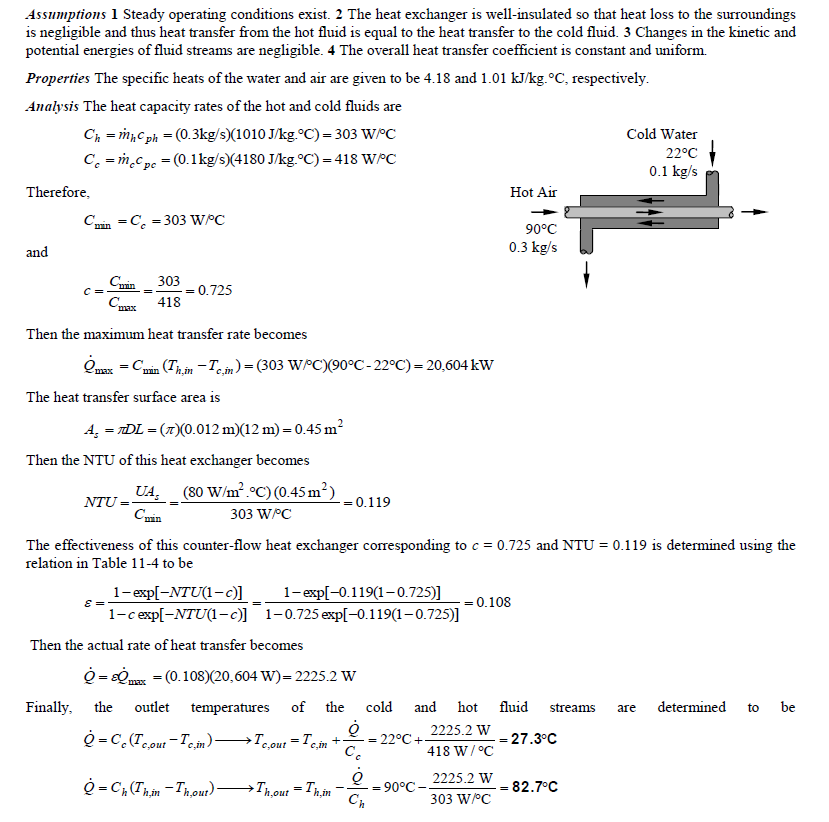 Assumptions 1 Steady operating conditions exist. 2 The heat exchanger is well-insulated so that heat loss to the surroundings
is negligible and thus heat transfer from the hot fluid is equal to the heat transfer to the cold fluid. 3 Changes in the kinetic and
potential energies of fluid streams are negligible. 4 The overall heat transfer coefficient is constant and uniform.
Properties The specific heats of the water and air are given to be 4.18 and 1.01 kJ/kg.°C, respectively.
Analysis The heat capacity rates of the hot and cold fluids are
C_h = ṁ_h c_ph = (0.3kg/s)(1010 J/kg.°C) = 303 W/°C
C_c = ṁ_c c_pc = (0.1kg/s)(4180 J/kg.°C) = 418 W/°C
Cold Water
22°C
0.1 kg/s
Hot Air
90°C
0.3 kg/s
Therefore,
C_min = C_c = 303 W/°C
and
c = C_min / C_max = 303 / 418 = 0.725
Then the maximum heat transfer rate becomes
Q̇_max = C_min (T_h,in − T_c,in) = (303 W/°C)(90°C - 22°C) = 20,604 kW
The heat transfer surface area is
A_s = πDL = (π)(0.012 m)(12 m) = 0.45 m²
Then the NTU of this heat exchanger becomes
NTU = UA_s / C_min = (80 W/m².°C) (0.45 m²) / 303 W/°C = 0.119
The effectiveness of this counter-flow heat exchanger corresponding to c = 0.725 and NTU = 0.119 is determined using the
relation in Table 11-4 to be
ε = 1 − exp[−NTU(1 − c)] / 1 − c exp[−NTU(1 − c)] = 1 − exp[−0.119(1 − 0.725)] / 1 − 0.725 exp[−0.119(1 − 0.725)] = 0.108
Then the actual rate of heat transfer becomes
Q̇ = εQ̇_max = (0.108)(20,604 W) = 2225.2 W
Finally, the outlet temperatures of the cold and hot fluid streams are determined to be
Q̇ = C_c (T_c,out − T_c,in) ⟶ T_c,out = T_c,in + Q̇ / C_c = 22°C + 2225.2 W / 418 W / °C = 27.3°C
Q̇ = C_h (T_h,in − T_h,out) ⟶ T_h,out = T_h,in − Q̇ / C_h = 90°C − 2225.2 W / 303 W/°C = 82.7°C